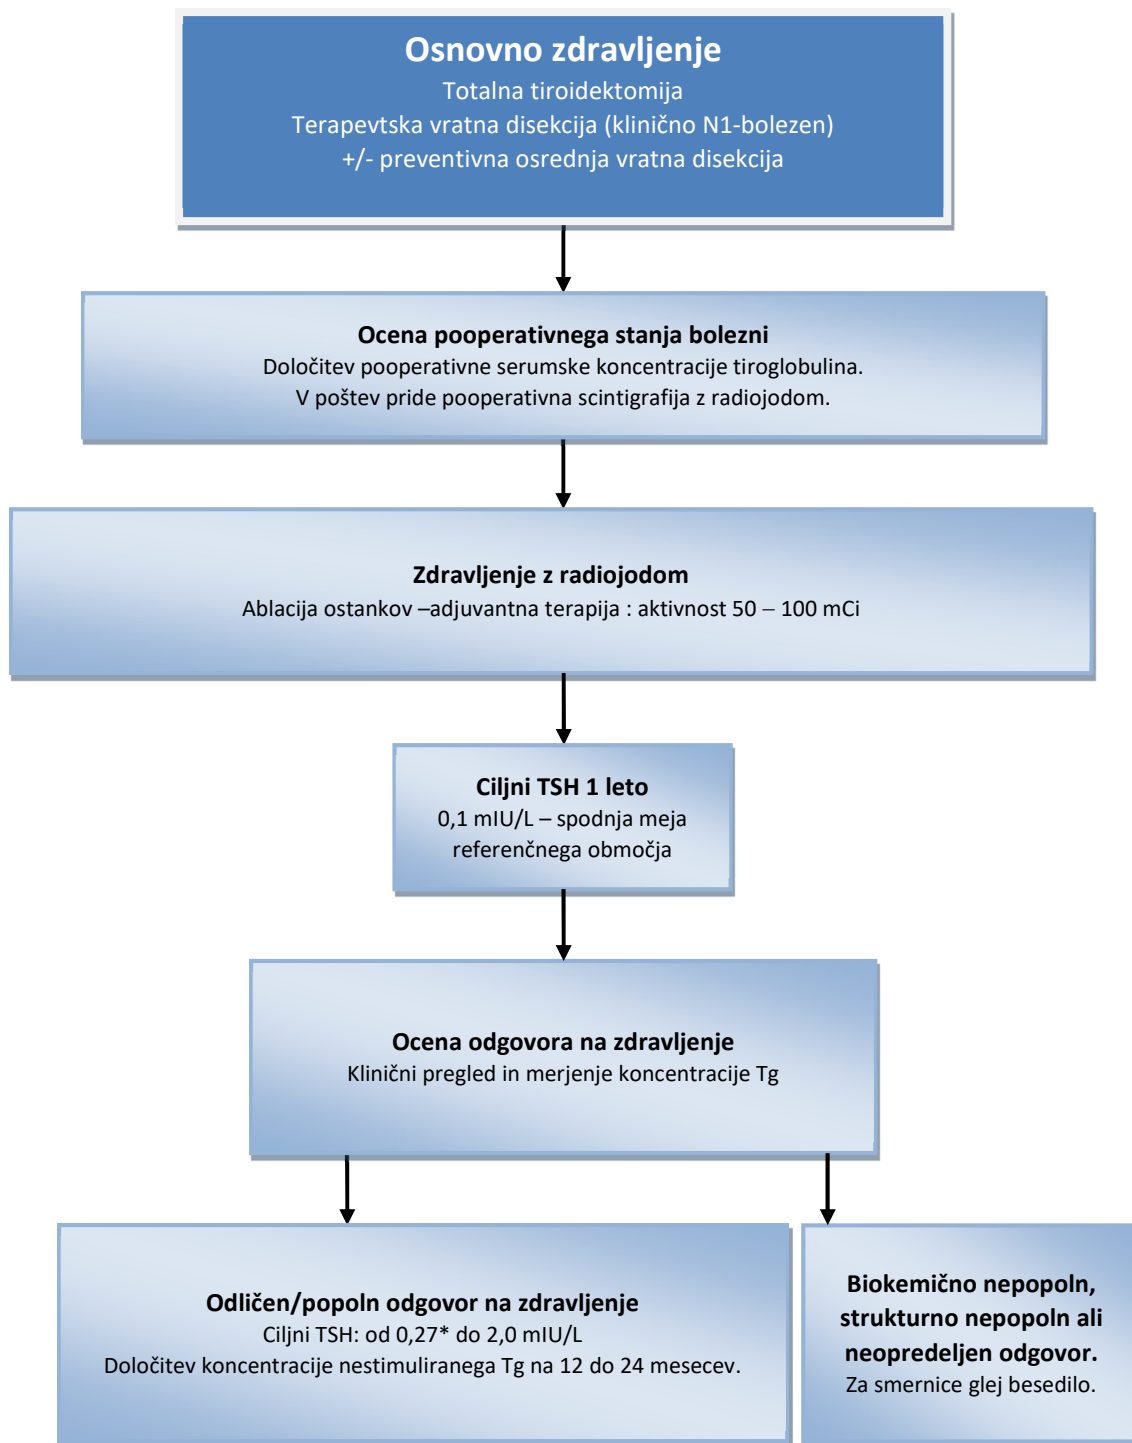 Osnovno zdravljenje
Totalna tiroidektomija
Terapevtska vratna disekcija (klinično N1-bolezen)
+/- preventivna osrednja vratna disekcija
Ocena pooperativnega stanja bolezni
Določitev pooperativne serumske koncentracije tiroglobulina.
V poštev pride pooperativna scintigrafija z radiojodom.
Zdravljenje z radiojodom
Ablacija ostankov –adjuvantna terapija : aktivnost 50 – 100 mCi
Ciljni TSH 1 leto
0,1 mIU/L – spodnja meja
referenčnega območja
Ocena odgovora na zdravljenje
Klinični pregled in merjenje koncentracije Tg
Odličen/popoln odgovor na zdravljenje
Ciljni TSH: od 0,27* do 2,0 mIU/L
Določitev koncentracije nestimuliranega Tg na 12 do 24 mesecev.
Biokemično nepopoln,
strukturno nepopoln ali
neopredeljen odgovor.
Za smernice glej besedilo.